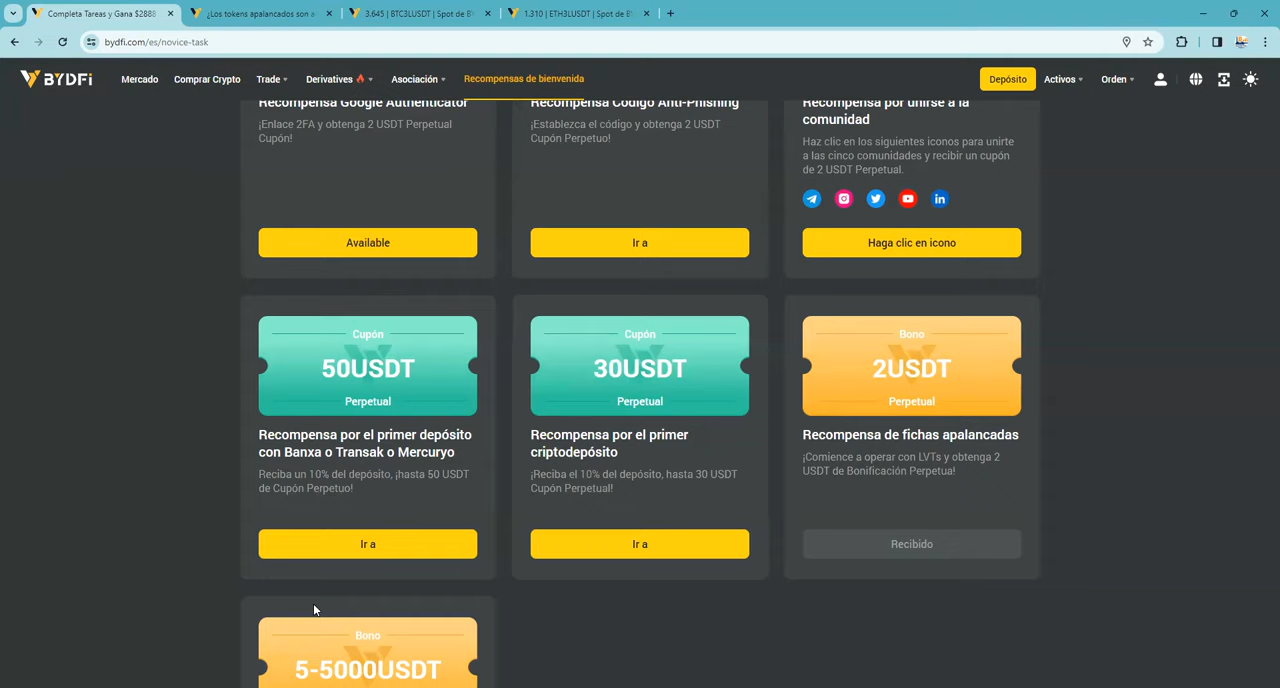 Completa Tareas y Gana $2888
¿Los tokens apalancados son a
3.645 | BTC3LUSDT | Spot de BY
1.310 | ETH3LUSDT | Spot de BY
bydfi.com/es/novice-task
BYDFi
Mercado
Comprar Crypto
Trade
Derivatives
Asociación
Recompensas de bienvenida
Depósito
Activos
Orden
Recompensa Google Authenticator
¡Enlace 2FA y obtenga 2 USDT Perpetual
Cupón!
Available
Recompensa Código Anti-Phishing
¡Establezca el código y obtenga 2 USDT
Cupón Perpetuo!
Ir a
Recompensa por unirse a la
comunidad
Haz clic en los siguientes iconos para unirte
a las cinco comunidades y recibir un cupón
de 2 USDT Perpetual.
Haga clic en icono
Cupón
50USDT
Perpetual
Recompensa por el primer depósito
con Banxa o Transak o Mercuryo
Reciba un 10% del depósito, ¡hasta 50 USDT
de Cupón Perpetuo!
Ir a
Cupón
30USDT
Perpetual
Recompensa por el primer
criptodepósito
¡Reciba el 10% del depósito, hasta 30 USDT
Cupón Perpetual!
Ir a
Bono
2USDT
Perpetual
Recompensa de fichas apalancadas
¡Comience a operar con LVTs y obtenga 2
USDT de Bonificación Perpetua!
Recibido
Bono
5-5000USDT